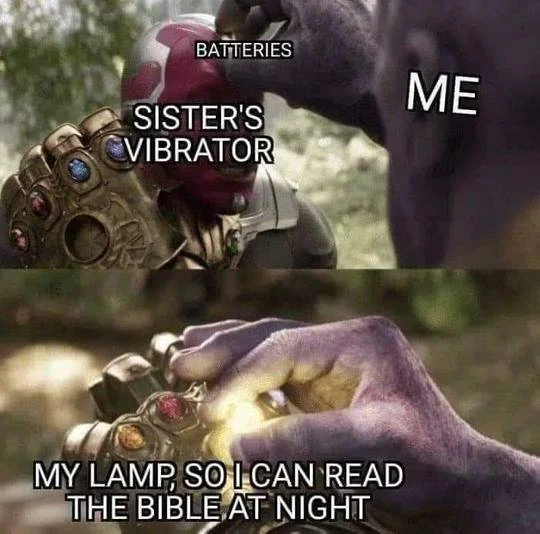 BATTERIES
ME
SISTER'S
VIBRATOR
MY LAMP, SO I CAN READ
THE BIBLE AT NIGHT